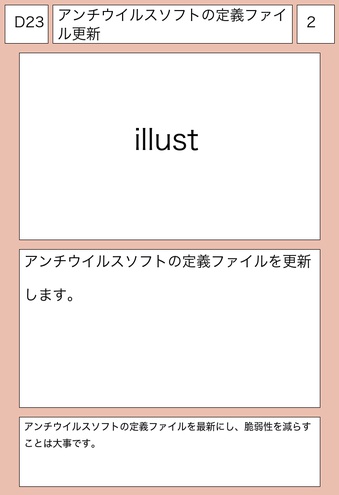 D23
アンチウイルスソフトの定義ファイ
ル更新
2
illust
アンチウイルスソフトの定義ファイルを更新
します。
アンチウイルスソフトの定義ファイルを最新にし、脆弱性を減らす
ことは大事です。